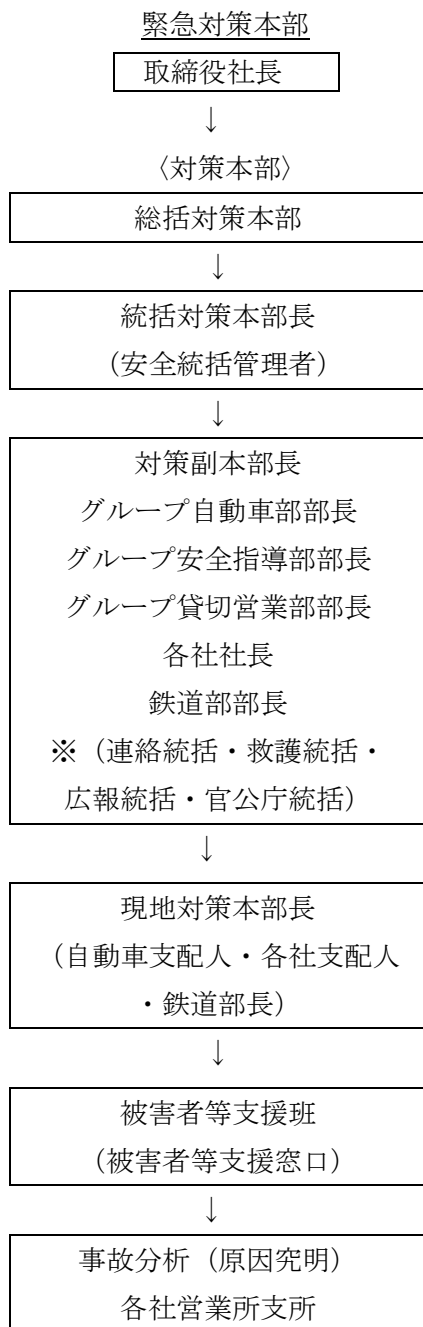 緊急対策本部
取締役社長
↓
〈対策本部〉
総括対策本部
↓
統括対策本部長
（安全統括管理者）
↓
対策副本部長
グループ自動車部部長
グループ安全指導部部長
グループ貸切営業部部長
各社社長
鉄道部部長
※（連絡統括・救護統括・
広報統括・官公庁統括）
↓
現地対策本部長
（自動車支配人・各社支配人
・鉄道部長）
↓
被害者等支援班
（被害者等支援窓口）
↓
事故分析（原因究明）
各社営業所支所